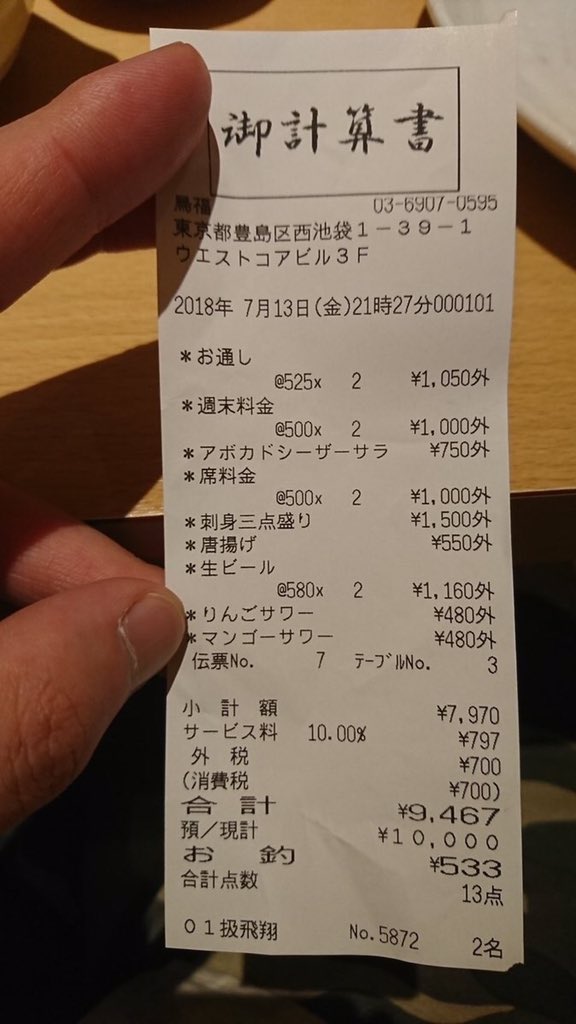 御計算書
鳥福 03-6907-0595
東京都豊島区西池袋1-39-1
ウエストコアビル3F
2018年 7月13日(金)21時27分000101
*お通し
@525x 2 ¥1,050外
*週末料金
@500x 2 ¥1,000外
*アボカドシーザーサラ ¥750外
*席料金
@500x 2 ¥1,000外
*刺身三点盛り ¥1,500外
*唐揚げ ¥550外
*生ビール
@580x 2 ¥1,160外
*りんごサワー ¥480外
*マンゴーサワー ¥480外
伝票No. 7 テーブルNo. 3
小計額 ¥7,970
サービス料 10.00% ¥797
外税 ¥700
(消費税 ¥700)
合計 ¥9,467
預/現計 ¥10,000
お釣 ¥533
合計点数 13点
01扱飛翔 No.5872 2名